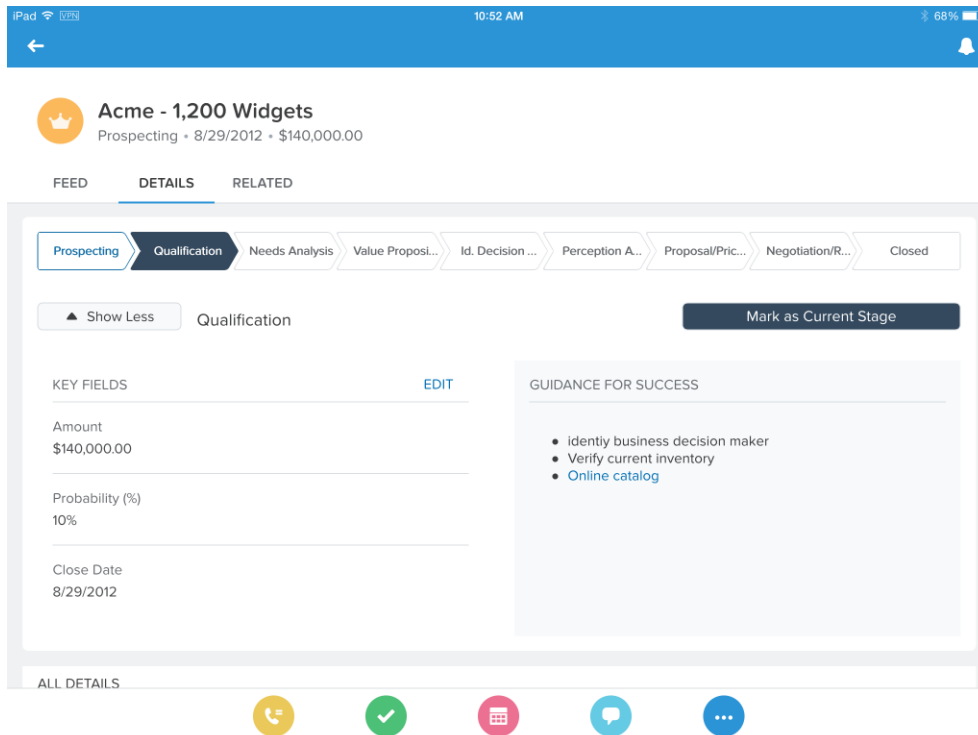 iPad VPN 10:52 AM 68%
Acme - 1,200 Widgets
Prospecting • 8/29/2012 • $140,000.00
FEED DETAILS RELATED
Prospecting Qualification Needs Analysis Value Proposi... Id. Decision ... Perception A... Proposal/Pric... Negotiation/R... Closed
Show Less Qualification Mark as Current Stage
KEY FIELDS EDIT
Amount
$140,000.00
Probability (%)
10%
Close Date
8/29/2012
GUIDANCE FOR SUCCESS
• identiy business decision maker
• Verify current inventory
• Online catalog
ALL DETAILS